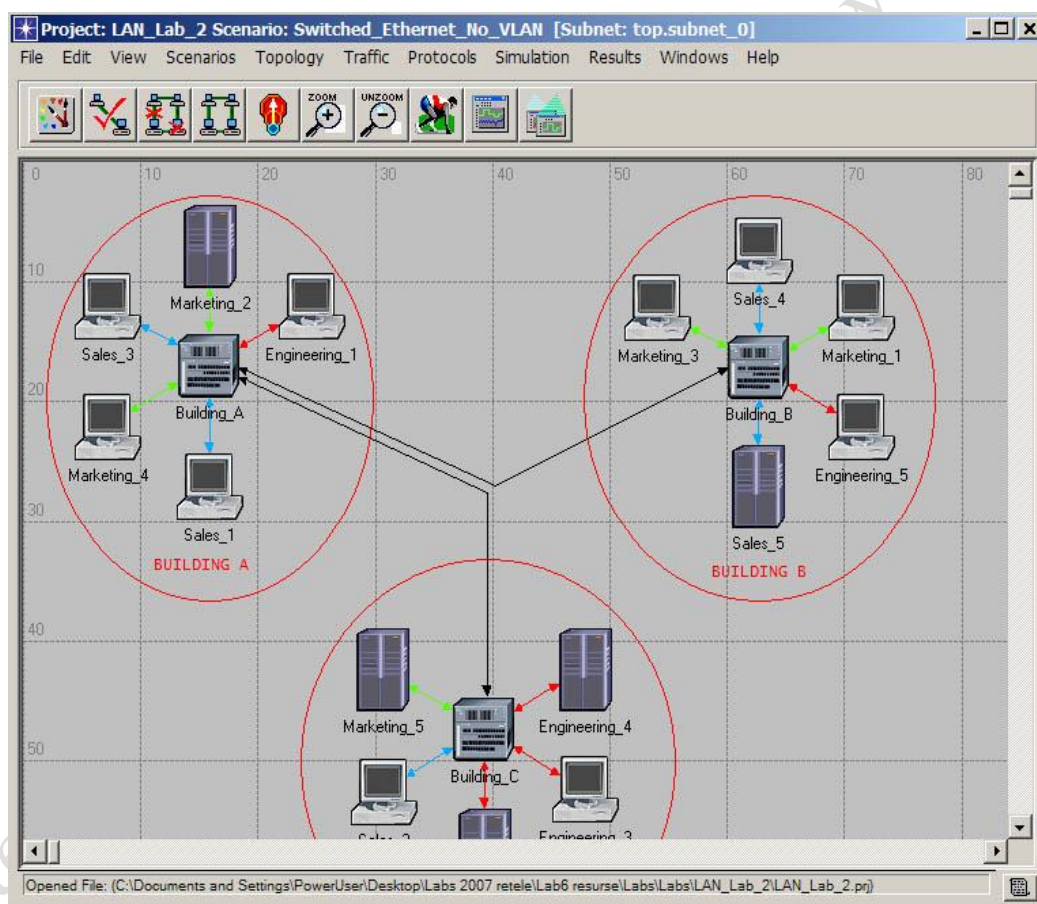 Project: LAN_Lab_2 Scenario: Switched_Ethernet_No_VLAN [Subnet: top.subnet_0]
File Edit View Scenarios Topology Traffic Protocols Simulation Results Windows Help
ZOOM UNZOOM
0 10 20 30 40 50 60 70 80
10
Marketing_2
Sales_4
Sales_3
Engineering_1
Marketing_3
Marketing_1
20
Building_A
Building_B
Marketing_4
Engineering_5
30
Sales_1
Sales_5
BUILDING A
BUILDING B
40
Marketing_5
Engineering_4
50
Building_C
Engineering_3
Opened File: (C:\Documents and Settings\PowerUser\Desktop\Labs 2007 retele\Lab6 resurse\Labs\Labs\LAN_Lab_2\LAN_Lab_2.prj)